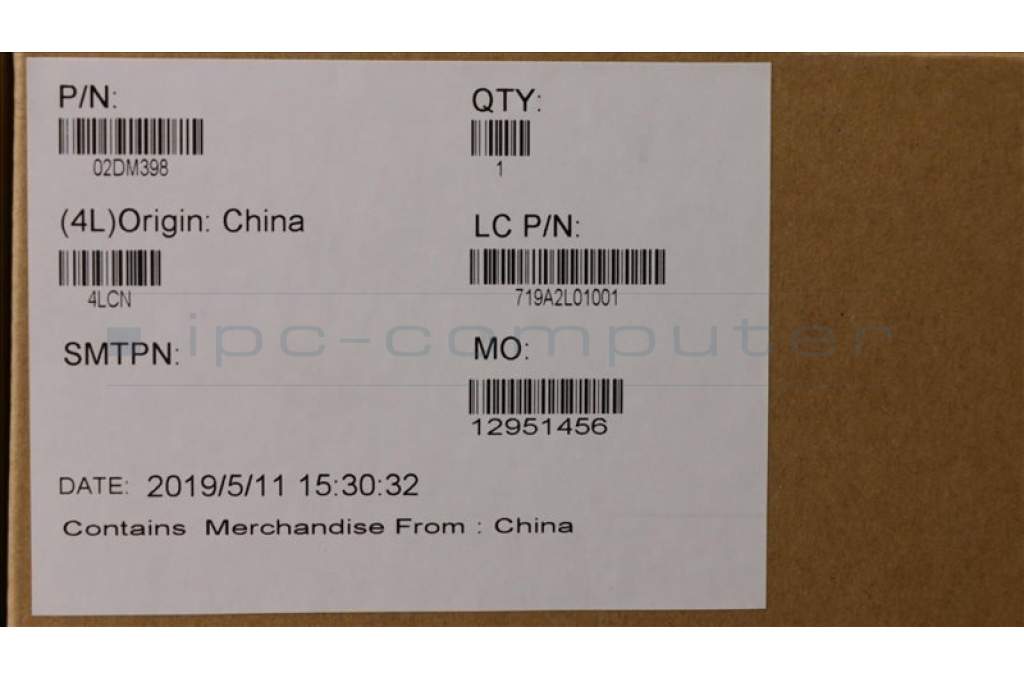 P/N:
02DM398
QTY:
1
(4L)Origin: China
4LCN
LC P/N:
719A2L01001
SMTPN:
MO:
12951456
ipc-computer
DATE: 2019/5/11 15:30:32
Contains Merchandise From : China